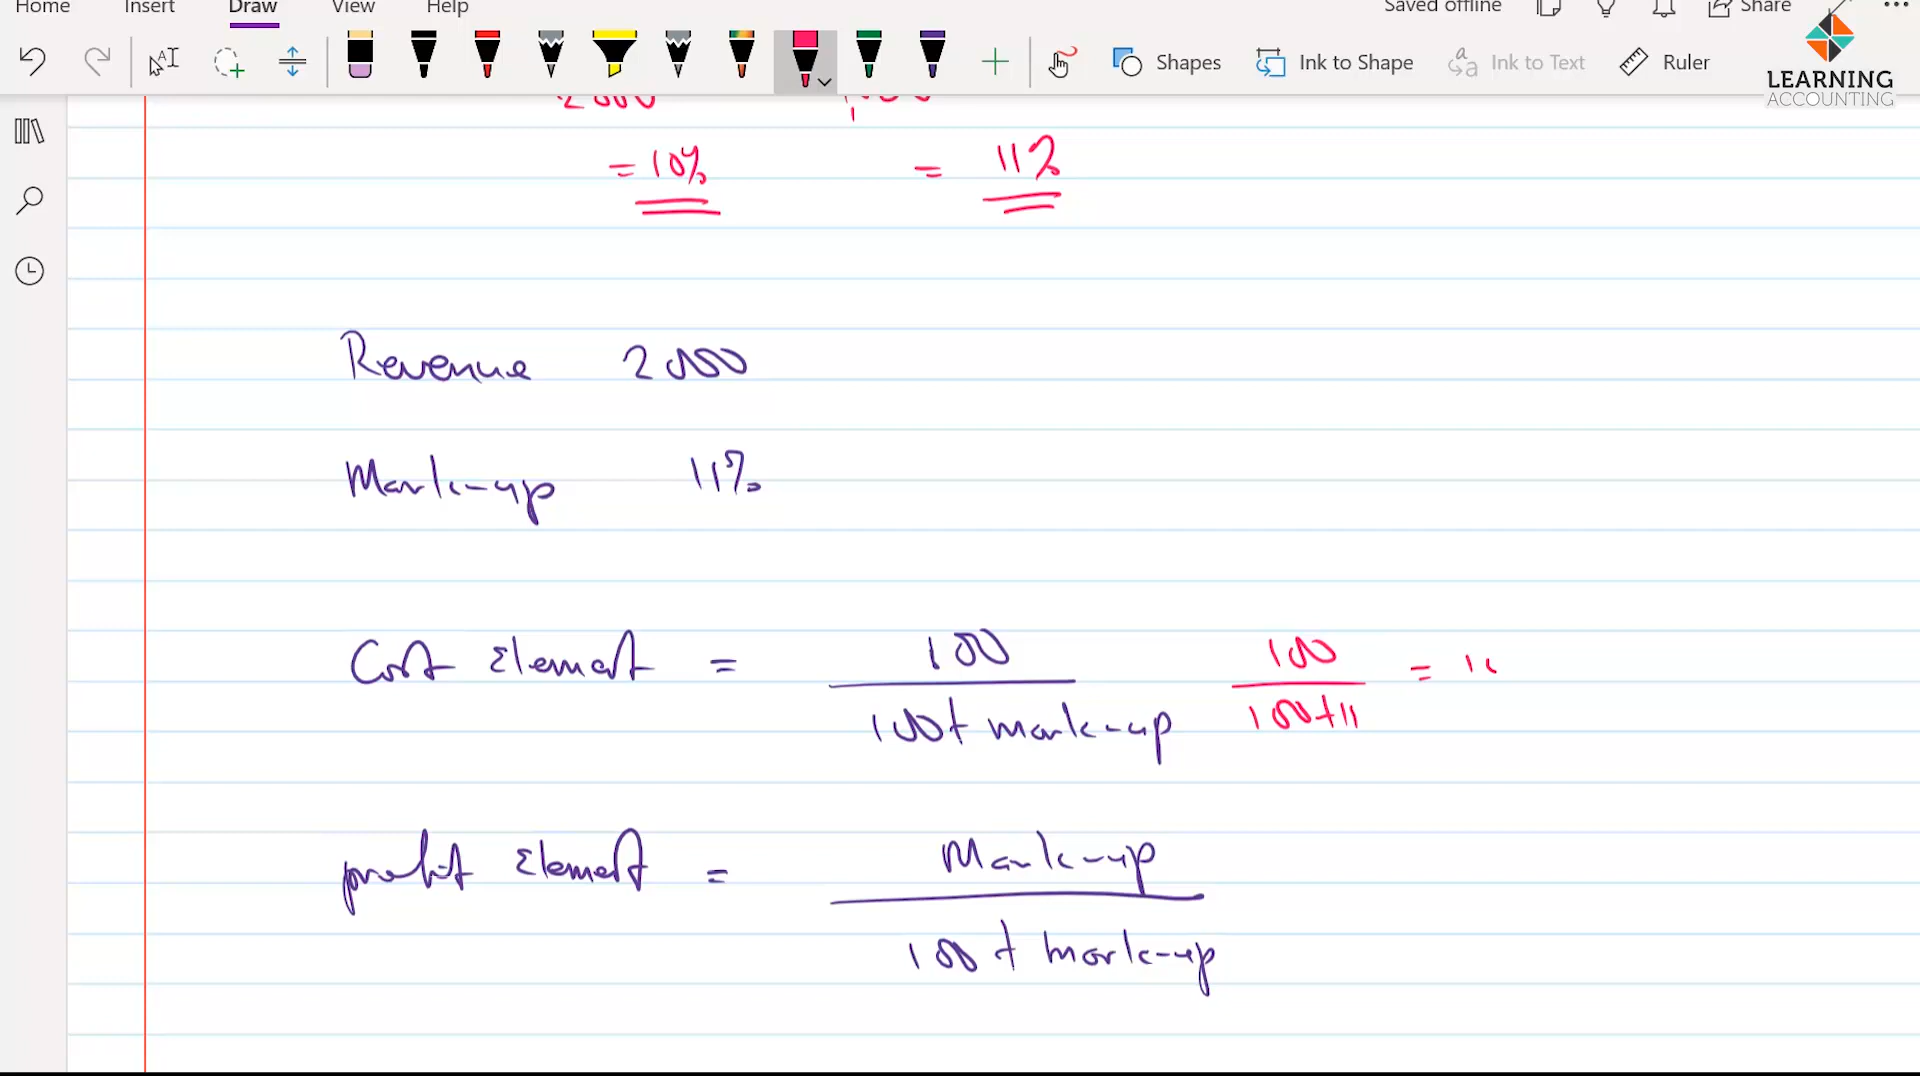 Home Insert Draw View Help Saved offline Share
Shapes Ink to Shape Ink to Text Ruler
LEARNING
ACCOUNTING
2000
= 10% = 11%
Revenue 2000
Mark-up 11%
Cost Element = 100 / 100+ mark-up 100 / 100+11 =
profit Element = Mark-up / 100 + mark-up